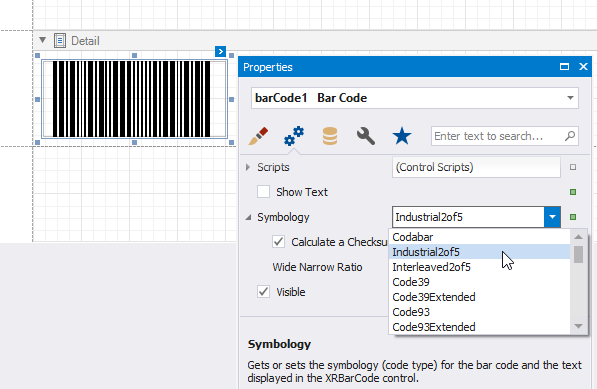 Detail
Properties
barCode1 Bar Code
Enter text to search...
Scripts (Control Scripts)
Show Text
Symbology Industrial2of5
Calculate a Checksu
Wide Narrow Ratio
Visible
Codabar
Industrial2of5
Interleaved2of5
Code39
Code39Extended
Code93
Code93Extended
Symbology
Gets or sets the symbology (code type) for the bar code and the text
displayed in the XRBarCode control.